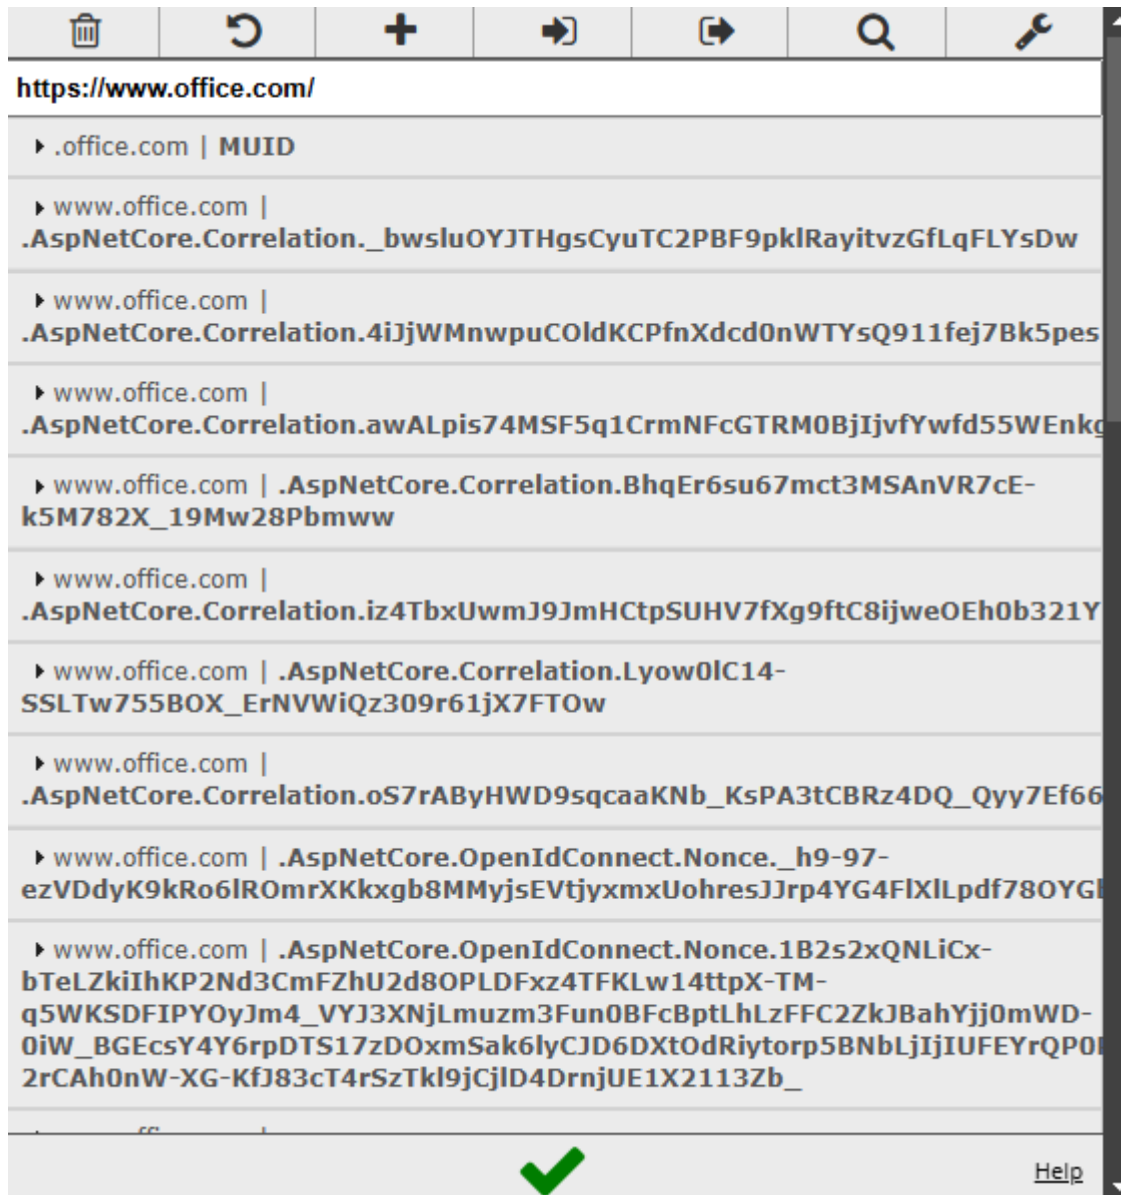 https://www.office.com/
.office.com | MUID
www.office.com |
.AspNetCore.Correlation._bwsluOYJTHgsCyuTC2PBF9pklRayitvzGfLqFLYsDw
www.office.com |
.AspNetCore.Correlation.4iJjWMnwpuCOldKCPfnXdcd0nWTYsQ911fej7Bk5pes
www.office.com |
.AspNetCore.Correlation.awALpis74MSF5q1CrmNFcGTRM0BjIjvfYwfd55WEnkg
www.office.com | .AspNetCore.Correlation.BhqEr6su67mct3MSAnVR7cE-
k5M782X_19Mw28Pbmww
www.office.com |
.AspNetCore.Correlation.iz4TbxUwmJ9JmHCtpSUHV7fXg9ftC8ijweOEh0b321Y
www.office.com | .AspNetCore.Correlation.Lyow0lC14-
SSLTw755BOX_ErNVWiQz309r61jX7FTOw
www.office.com |
.AspNetCore.Correlation.oS7rAByHWD9sqcaaKNb_KsPA3tCBRz4DQ_Qyy7Ef66
www.office.com | .AspNetCore.OpenIdConnect.Nonce._h9-97-
ezVDdyK9kRo6lROmrXKkxgb8MMyjsEVtjyxmxUohresJJrp4YG4FlXlLpdf78OYGl
www.office.com | .AspNetCore.OpenIdConnect.Nonce.1B2s2xQNLiCx-
bTeLZkiIhKP2Nd3CmFZhU2d8OPLDFxz4TFKLw14ttpX-TM-
q5WKSDFIPYOyJm4_VYJ3XNjLmuzm3Fun0BFcBptLhLzFFC2ZkJBahYjj0mWD-
0iW_BGEcsY4Y6rpDTS17zDOxmSak6lyCJD6DXtOdRiytorp5BNbLjIjIUFEYrQP0
2rCAh0nW-XG-KfJ83cT4rSzTkl9jCjlD4DrnjUE1X2113Zb_
Help